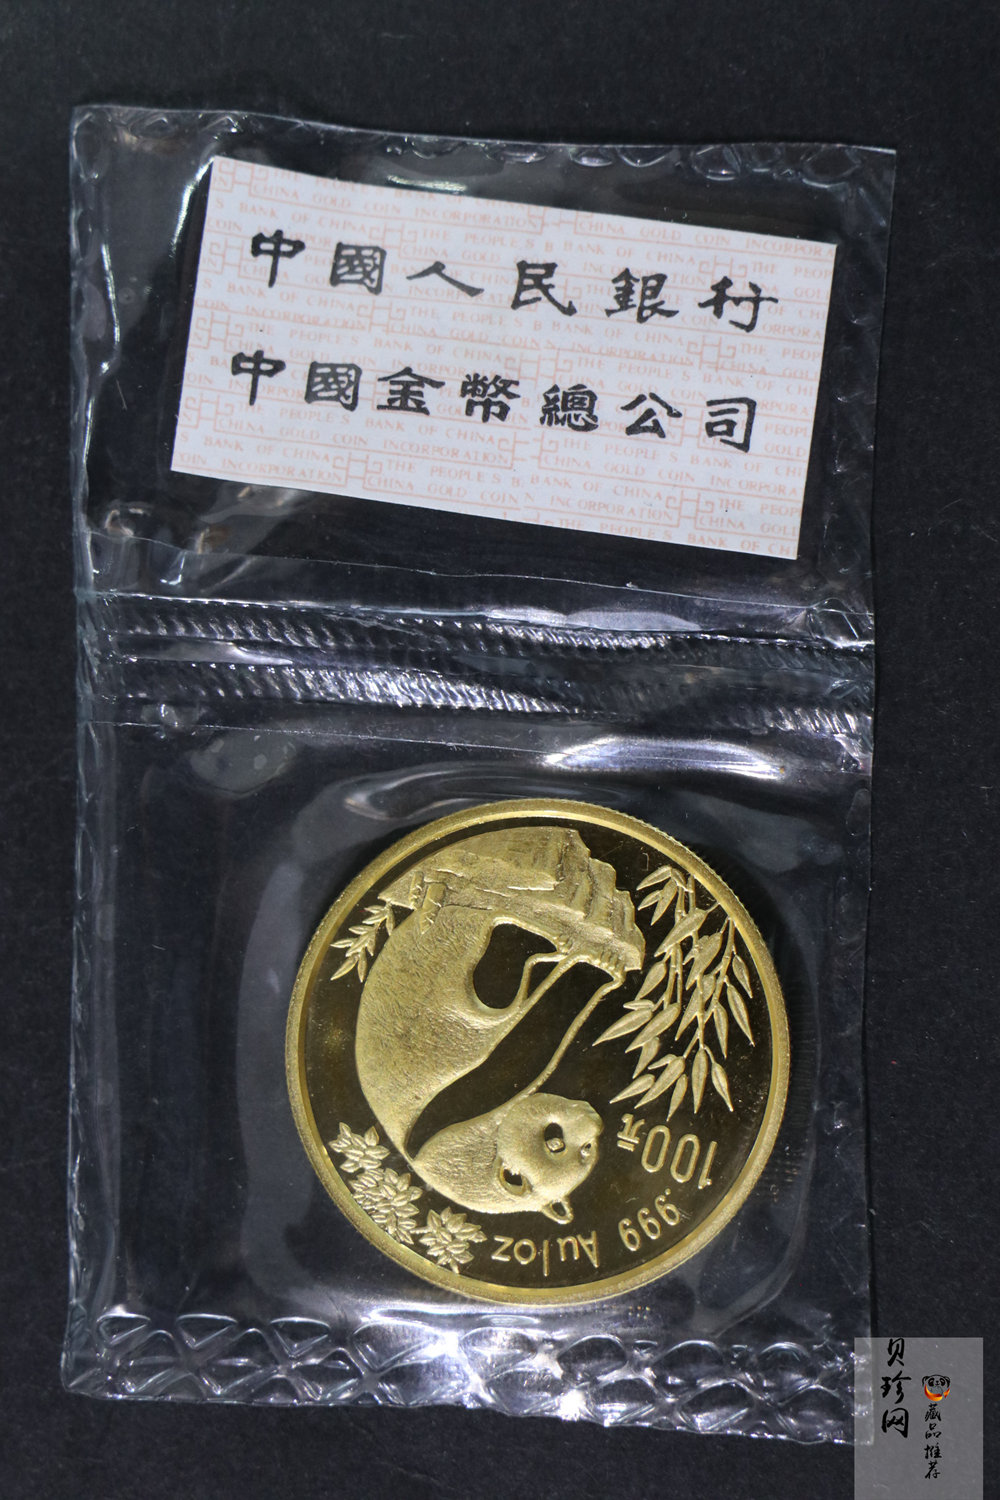 中國人民銀行
中國金幣總公司
THE PEOPLE'S BANK OF CHINA
CHINA GOLD COIN INCORPORATION
100元
.999 Au 1oz
贝珍网
藏品推荐